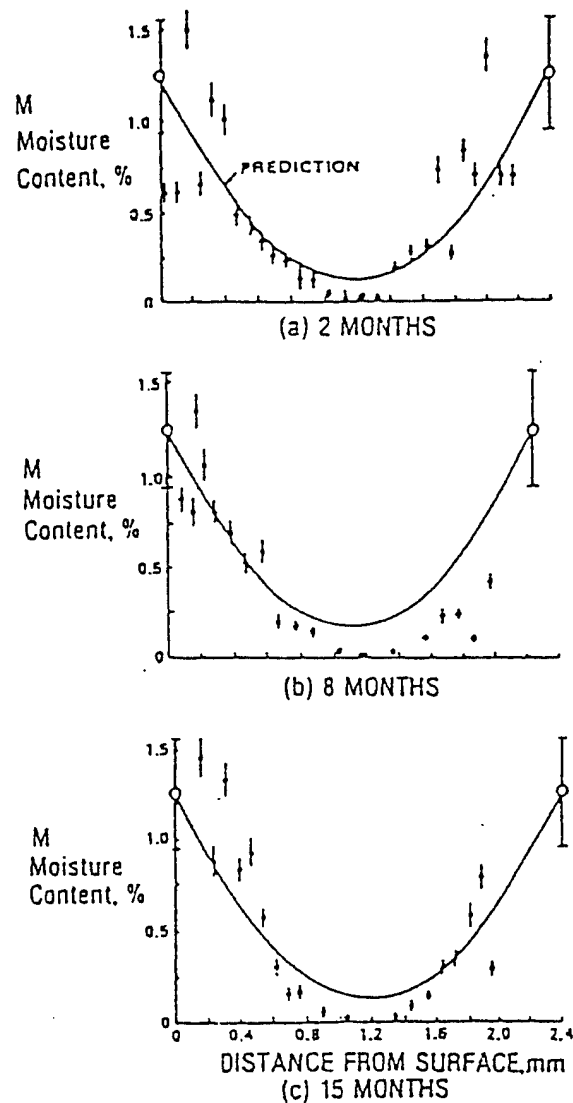 1.5
M
Moisture
Content, %
1.0
PREDICTION
0.5
0
(a) 2 MONTHS
1.5
M
Moisture
Content, %
1.0
0.5
0
(b) 8 MONTHS
1.5
M
Moisture
Content, %
1.0
0.5
0
0 0.4 0.8 1.2 1.6 2.0 2.4
DISTANCE FROM SURFACE,mm
(c) 15 MONTHS